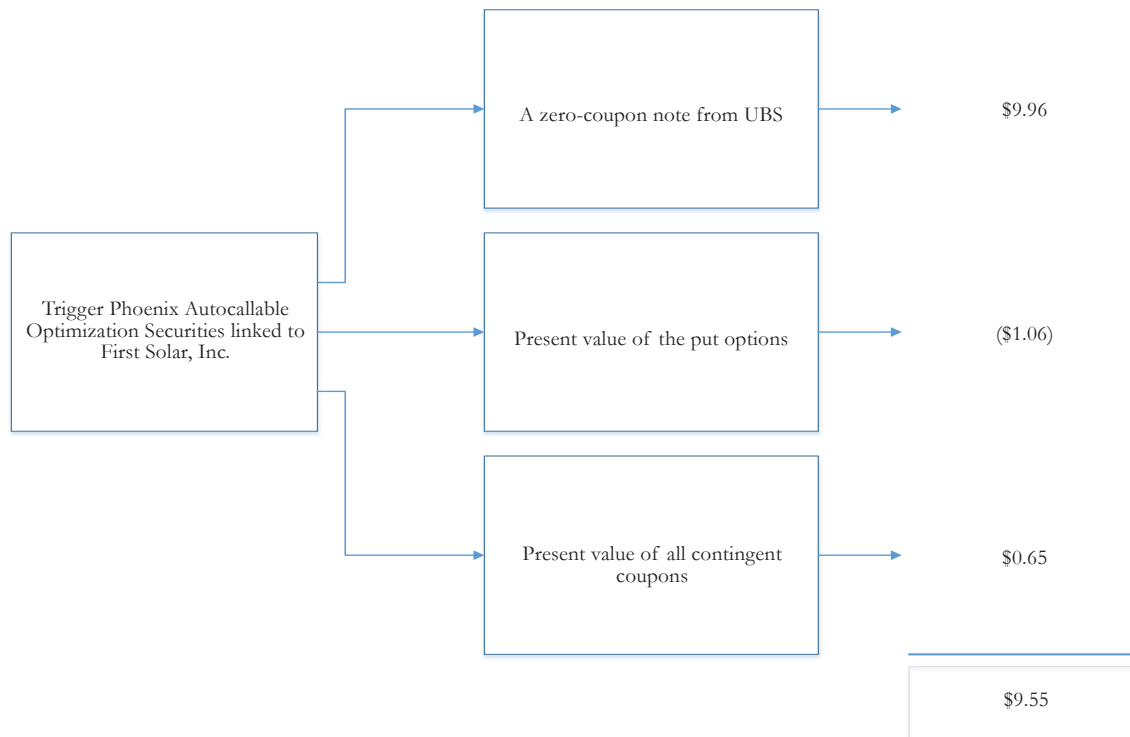 A zero-coupon note from UBS
$9.96
Trigger Phoenix Autocallable
Optimization Securities linked to
First Solar, Inc.
Present value of the put options
($1.06)
Present value of all contingent
coupons
$0.65
$9.55